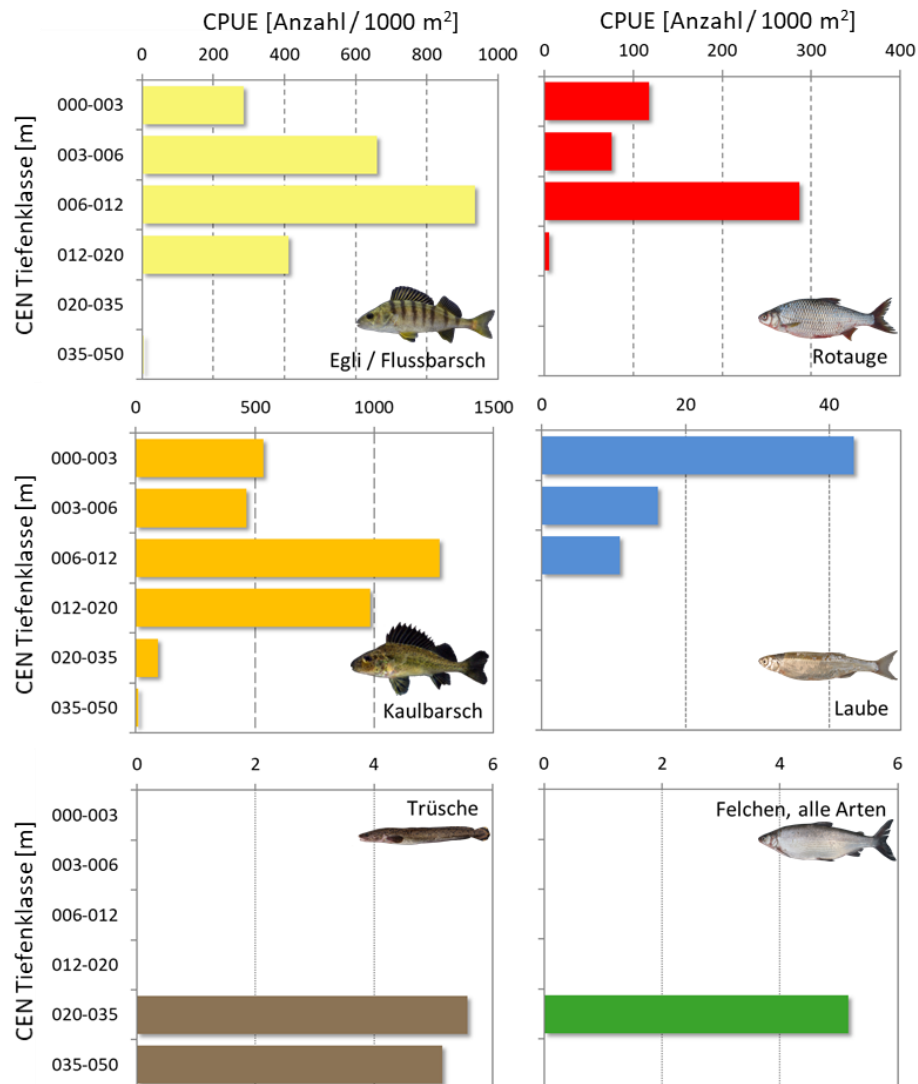 CPUE [Anzahl / 1000 m²] CPUE [Anzahl / 1000 m²]
0 200 400 600 800 1000 0 100 200 300 400
CEN Tiefenklasse [m]
000-003
003-006
006-012
012-020
020-035
035-050
Egli / Flussbarsch Rotauge
0 500 1000 1500 0 20 40
CEN Tiefenklasse [m]
000-003
003-006
006-012
012-020
020-035
035-050
Kaulbarsch Laube
0 2 4 6 0 2 4 6
CEN Tiefenklasse [m]
Trüsche Felchen, alle Arten
000-003
003-006
006-012
012-020
020-035
035-050